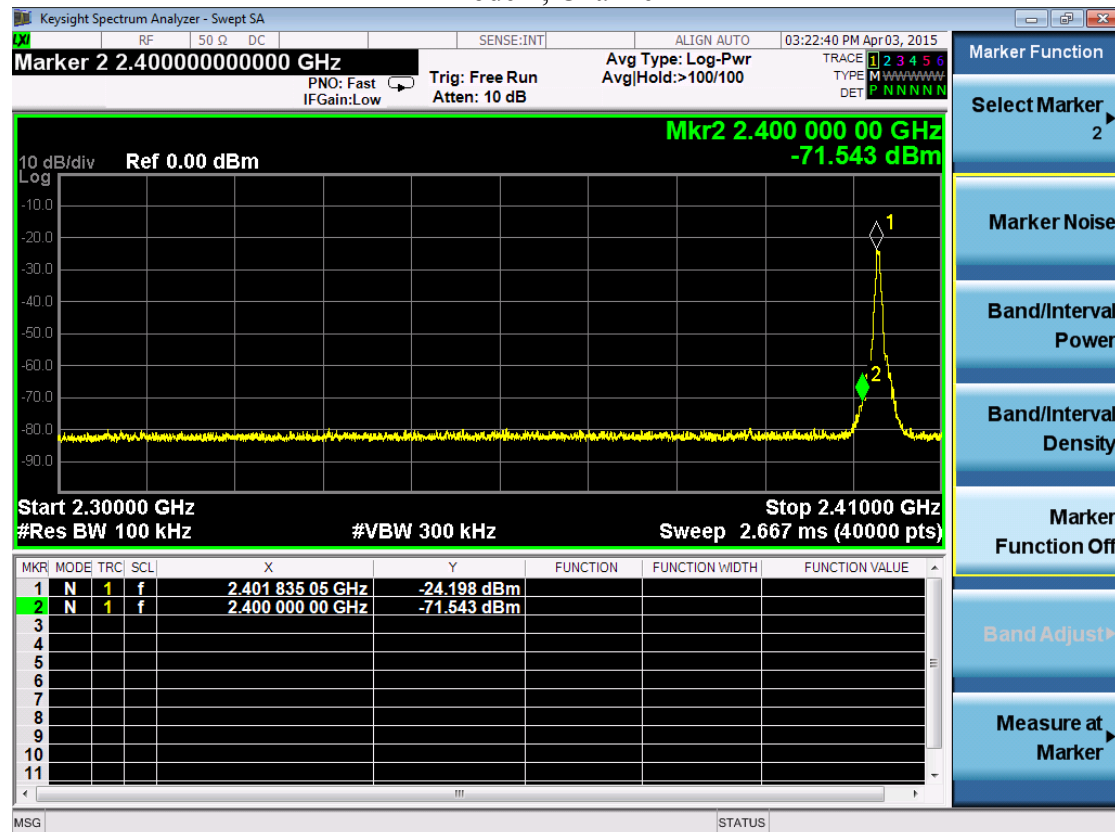 Keysight Spectrum Analyzer - Swept SA
LXI RF 50 Ω DC SENSE:INT ALIGN AUTO 03:22:40 PM Apr 03, 2015
Marker 2 2.400000000000 GHz
PNO: Fast
IFGain:Low
Trig: Free Run
Atten: 10 dB
Avg Type: Log-Pwr
Avg|Hold:>100/100
TRACE 1 2 3 4 5 6
TYPE M WWWWW
DET P N N N N N
Mkr2 2.400 000 00 GHz
-71.543 dBm
10 dB/div Ref 0.00 dBm
Log
-10.0
-20.0
-30.0
-40.0
-50.0
-60.0
-70.0
-80.0
-90.0
1
2
Start 2.30000 GHz Stop 2.41000 GHz
#Res BW 100 kHz #VBW 300 kHz Sweep 2.667 ms (40000 pts)
MKR MODE TRC SCL X Y FUNCTION FUNCTION WIDTH FUNCTION VALUE
1 N 1 f 2.401 835 05 GHz -24.198 dBm
2 N 1 f 2.400 000 00 GHz -71.543 dBm
3
4
5
6
7
8
9
10
11
MSG STATUS
Marker Function
Select Marker
2
Marker Noise
Band/Interval
Power
Band/Interval
Density
Marker
Function Off
Band Adjust
Measure at
Marker